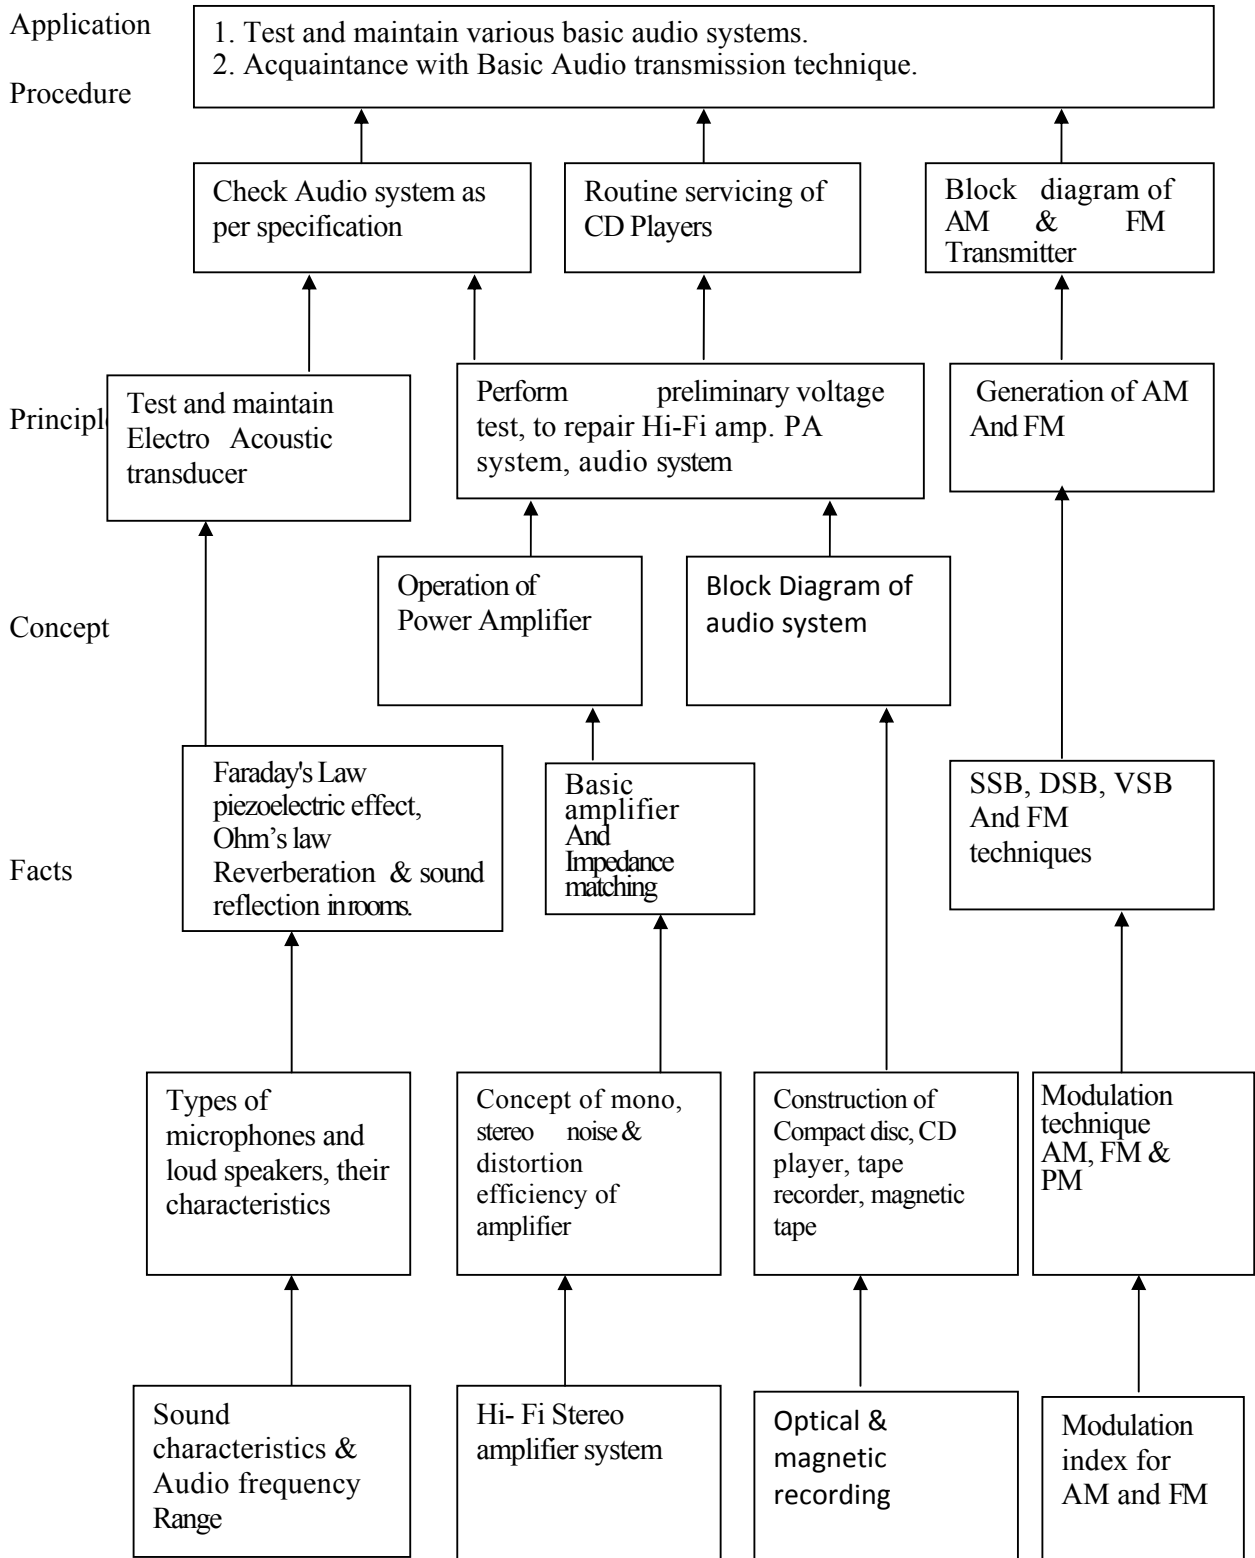 Application
1. Test and maintain various basic audio systems.
2. Acquaintance with Basic Audio transmission technique.
Procedure
Check Audio system as
per specification
Routine servicing of
CD Players
Block diagram of
AM & FM
Transmitter
Principle
Test and maintain
Electro Acoustic
transducer
Perform preliminary voltage
test, to repair Hi-Fi amp. PA
system, audio system
Generation of AM
And FM
Concept
Operation of
Power Amplifier
Block Diagram of
audio system
Facts
Faraday's Law
piezoelectric effect,
Ohm's law
Reverberation & sound
reflection inrooms.
Basic
amplifier
And
Impedance
matching
SSB, DSB, VSB
And FM
techniques
Types of
microphones and
loud speakers, their
characteristics
Concept of mono,
stereo noise &
distortion
efficiency of
amplifier
Construction of
Compact disc, CD
player, tape
recorder, magnetic
tape
Modulation
technique
AM, FM &
PM
Sound
characteristics &
Audio frequency
Range
Hi- Fi Stereo
amplifier system
Optical &
magnetic
recording
Modulation
index for
AM and FM